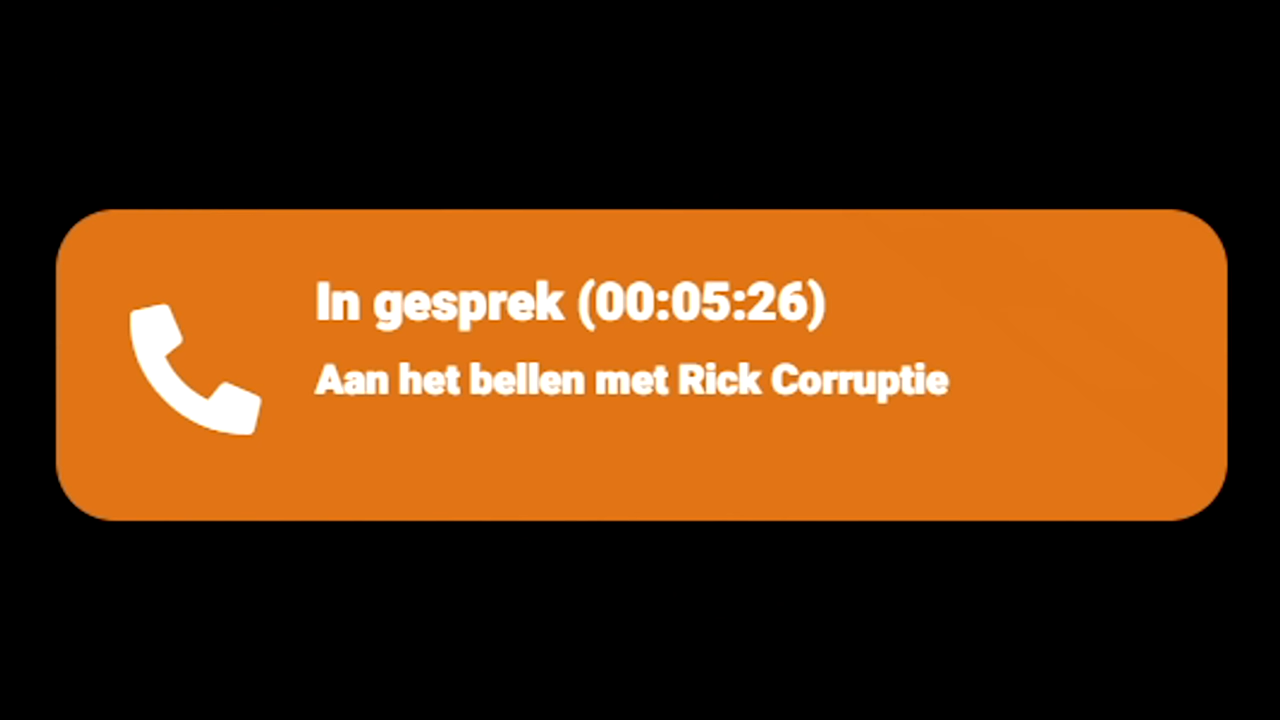 In gesprek (00:05:26)
Aan het bellen met Rick Corruptie